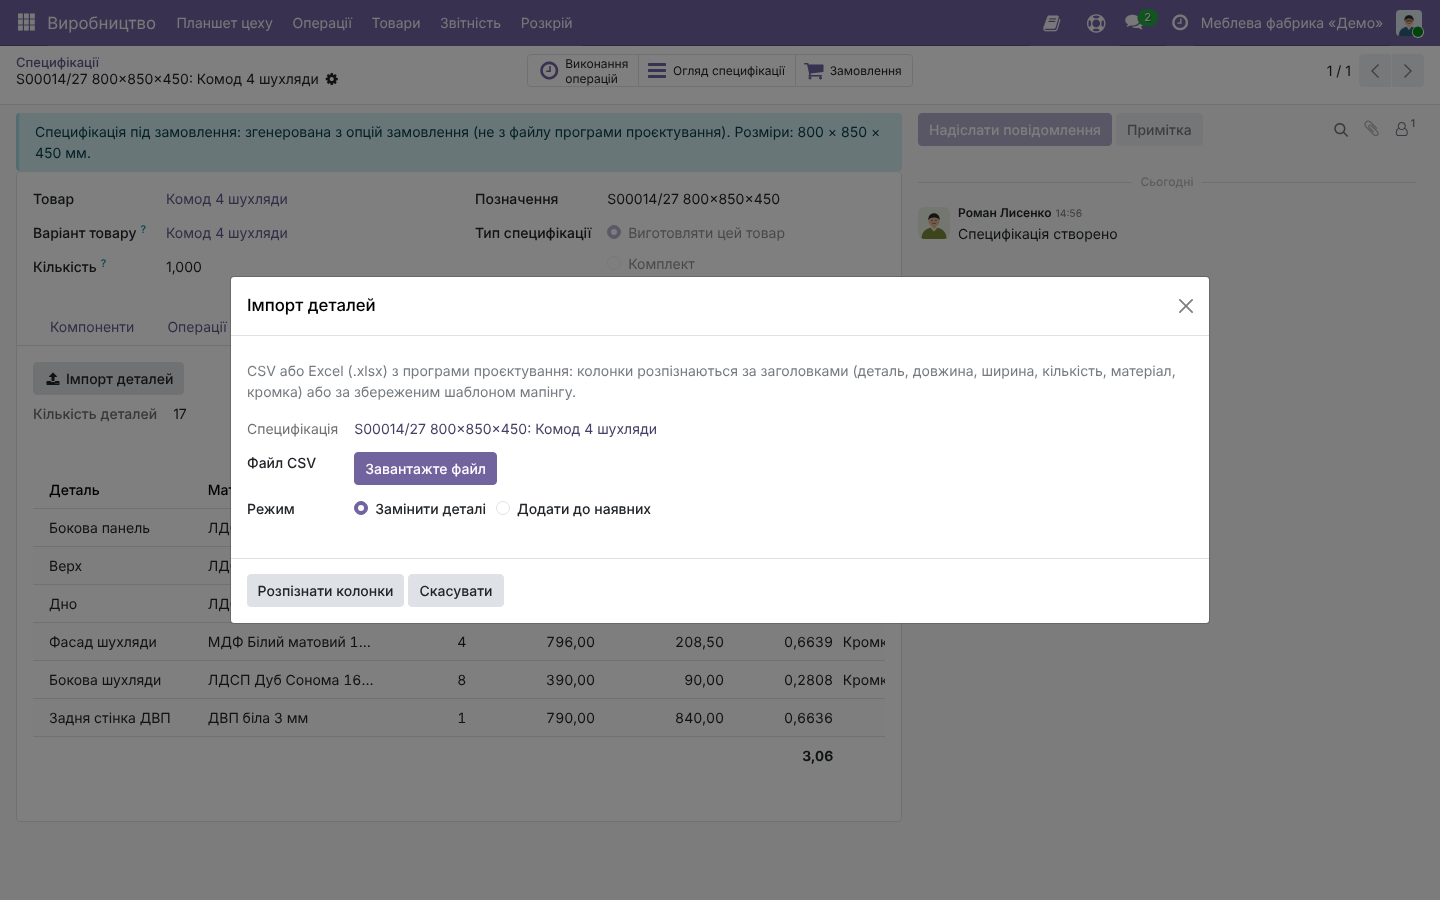 Виробництво Планшет цеху Операції Товари Звітність Розкрій 2 Меблева фабрика «Демо»
Специфікації
S00014/27 800×850×450: Комод 4 шухляди
Виконання операцій
Огляд специфікації
Замовлення
1 / 1
Специфікація під замовлення: згенерована з опцій замовлення (не з файлу програми проєктування). Розміри: 800 × 850 ×
450 мм.
Надіслати повідомлення Примітка 1
Сьогодні
Роман Лисенко 14:56
Специфікація створено
Товар Комод 4 шухляди Позначення S00014/27 800×850×450
Варіант товару ? Комод 4 шухляди Тип специфікації Виготовляти цей товар
Кількість ? 1,000 Комплект
Компоненти Операції
Імпорт деталей
Кількість деталей 17
Імпорт деталей
CSV або Excel (.xlsx) з програми проєктування: колонки розпізнаються за заголовками (деталь, довжина, ширина, кількість, матеріал,
кромка) або за збереженим шаблоном мапінгу.
Специфікація S00014/27 800×850×450: Комод 4 шухляди
Файл CSV Завантажте файл
Режим Замінити деталі Додати до наявних
Розпізнати колонки Скасувати
Деталь
Бокова панель
Верх
Дно
Фасад шухляди МДФ Білий матовий 1... 4 796,00 208,50 0,6639 Кромк
Бокова шухляди ЛДСП Дуб Сонома 16... 8 390,00 90,00 0,2808 Кромк
Задня стінка ДВП ДВП біла 3 мм 1 790,00 840,00 0,6636
3,06